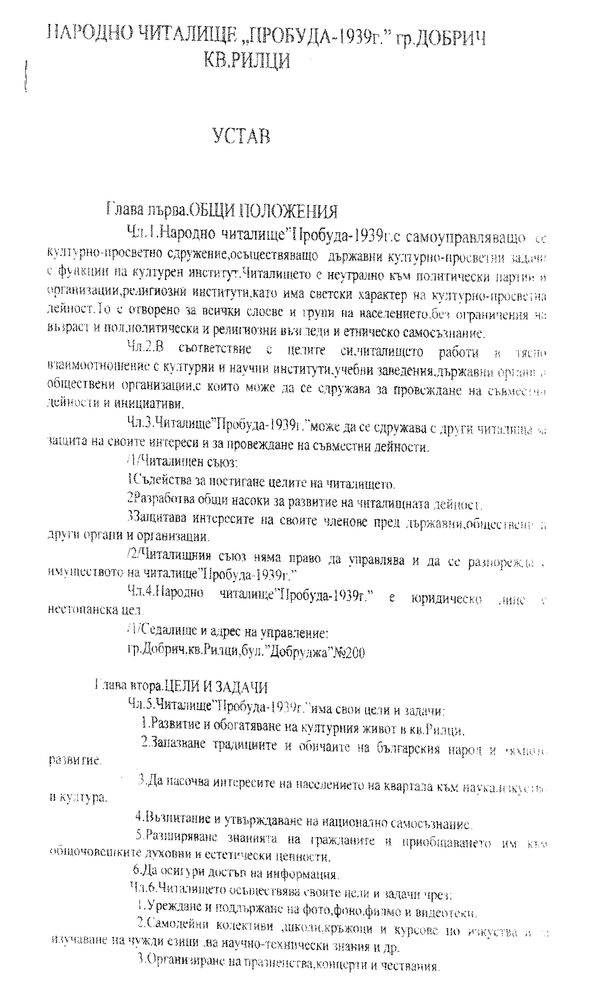 НАРОДНО ЧИТАЛИЩЕ „ПРОБУДА-1939г.” гр.ДОБРИЧ
КВ.РИЛЦИ
УСТАВ
Глава първа.ОБЩИ ПОЛОЖЕНИЯ
Чл.1.Народно читалище”Пробуда-1939г.е самоуправляващо се
културно-просветно сдружение,осъществяващо държавни културно-просветни задачи
с функции на културен институт.Читалището е неутрално към политически партии и
организации,религиозни институти,като има светски характер на културно-просветна
дейност.То е отворено за всички слоеве и групи на населението,без ограничения на
възраст и пол,политически и религиозни възгледи и етническо самосъзнание.
Чл.2.В съответствие с целите си,читалището работи в тясно
взаимоотношение с културни и научни институти,учебни заведения,държавни органи и
обществени организации,с които може да се сдружава за провеждане на съвместни
дейности и инициативи.
Чл.3.Читалище”Пробуда-1939г.”може да се сдружава с други читалища за
защита на своите интереси и за провеждане на съвместни дейности.
/1/Читалищен съюз:
1Съдейства за постигане целите на читалището.
2Разработва общи насоки за развитие на читалищната дейност.
3Защитава интересите на своите членове пред държавни,обществени и
други органи и организации.
/2/Читалищния съюз няма право да управлява и да се разпорежда с
имуществото на читалище”Пробуда-1939г.”
Чл.4.Народно читалище”Пробуда-1939г.” е юридическо лице с
нестопанска цел.
/1/Седалище и адрес на управление:
гр.Добрич.кв.Рилци,бул.”Добруджа”№200
Глава втора.ЦЕЛИ И ЗАДАЧИ
Чл.5.Читалище”Пробуда-1939г.”има свои цели и задачи:
1.Развитие и обогатяване на културния живот в кв.Рилци.
2.Запазване традициите и обичаите на българския народ и тяхното
развитие.
3.Да насочва интересите на населението на квартала към наука,изкуство
и култура.
4.Възпитание и утвърждаване на национално самосъзнание.
5.Разширяване знанията на гражданите и приобщаването им към
общочовешките духовни и естетически ценности.
6.Да осигури достъп на информация.
Чл.6.Читалището осъществява своите цели и задачи чрез:
1.Уреждане и поддържане на фото,фоно,филмо и видеотеки.
2.Самодейни колективи ,школи,кръжоци и курсове по изкуства и за
изучаване на чужди езици ,на научно-технически знания и др.
3.Организиране на празненства,концерти и чествания.